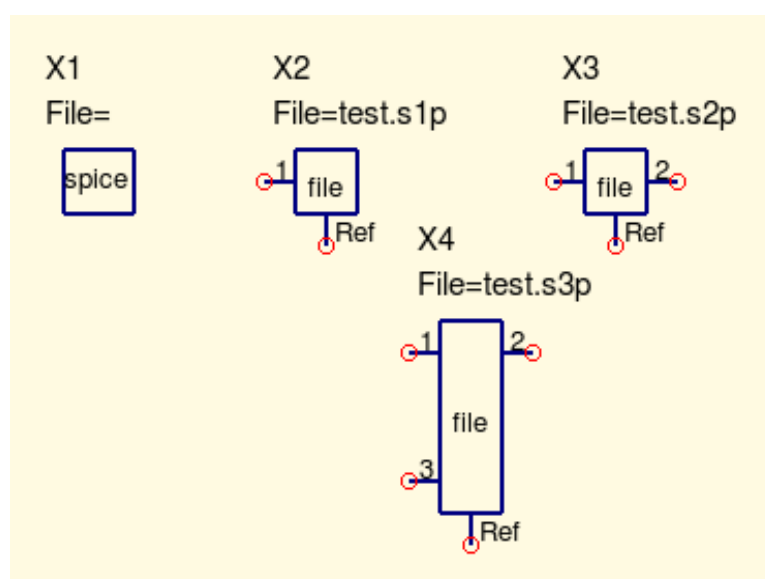 X1
File=
spice
X2
File=test.s1p
1
file
Ref
X3
File=test.s2p
1
2
file
Ref
X4
File=test.s3p
1
2
file
3
Ref